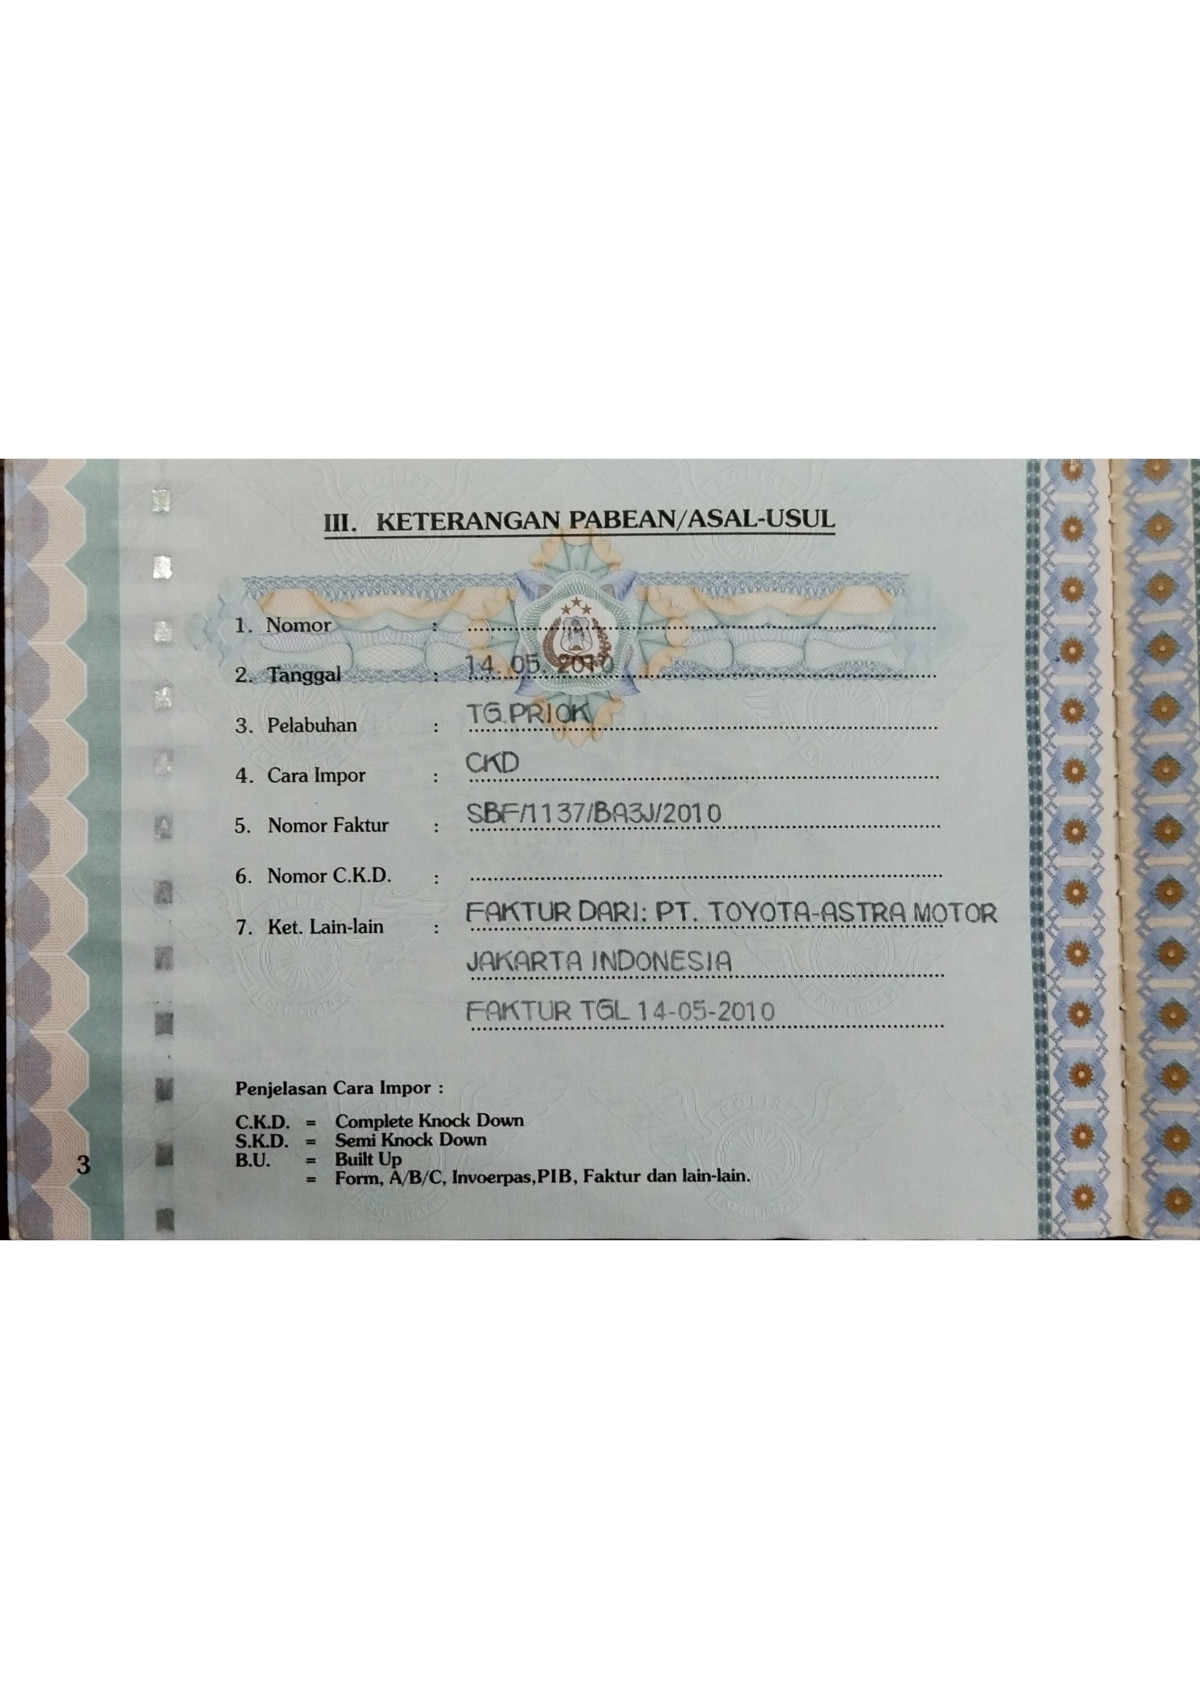 III. KETERANGAN PABEAN/ASAL-USUL
1. Nomor : ..........
2. Tanggal : 14. 05. 2010
3. Pelabuhan : TG.PRIOK
4. Cara Impor : CKD
5. Nomor Faktur : SBF/1137/BA3J/2010
6. Nomor C.K.D. : ..........
7. Ket. Lain-lain : FAKTUR DARI: PT. TOYOTA-ASTRA MOTOR
JAKARTA INDONESIA
FAKTUR TGL 14-05-2010
Penjelasan Cara Impor :
C.K.D. = Complete Knock Down
S.K.D. = Semi Knock Down
B.U. = Built Up
= Form, A/B/C, Invoerpas,PIB, Faktur dan lain-lain.
3